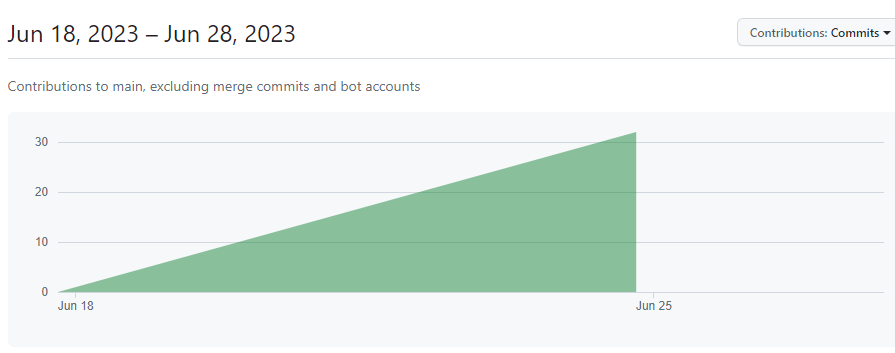 Jun 18, 2023 – Jun 28, 2023
Contributions: Commits
Contributions to main, excluding merge commits and bot accounts
30
20
10
0
Jun 18
Jun 25